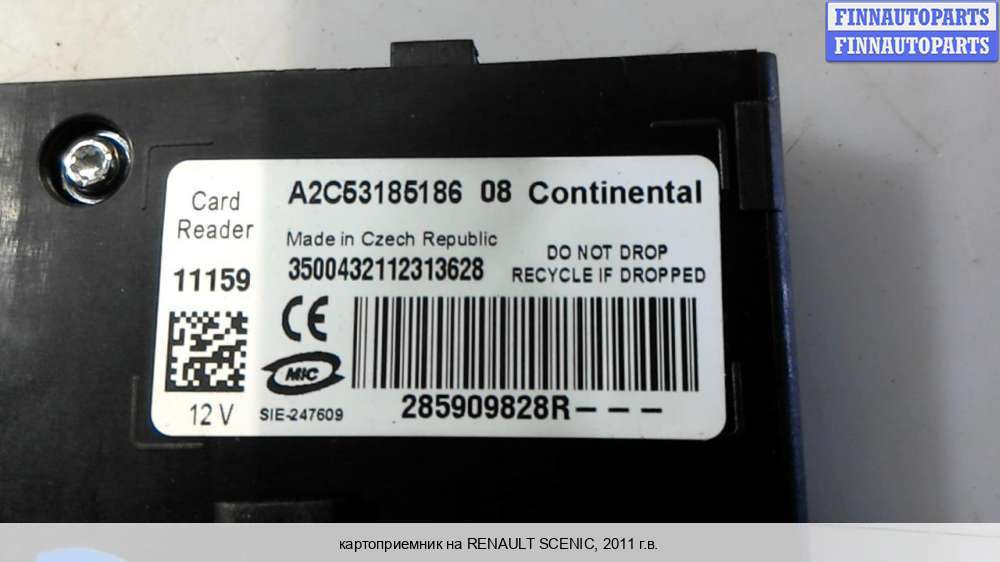 FINNAUTOPARTS
FINNAUTOPARTS
Card
Reader
11159
12 V
A2C53185186 08 Continental
Made in Czech Republic
3500432112313628
DO NOT DROP
RECYCLE IF DROPPED
CE
MIC
SIE-247609
285909828R---
картоприемник на RENAULT SCENIC, 2011 г.в.